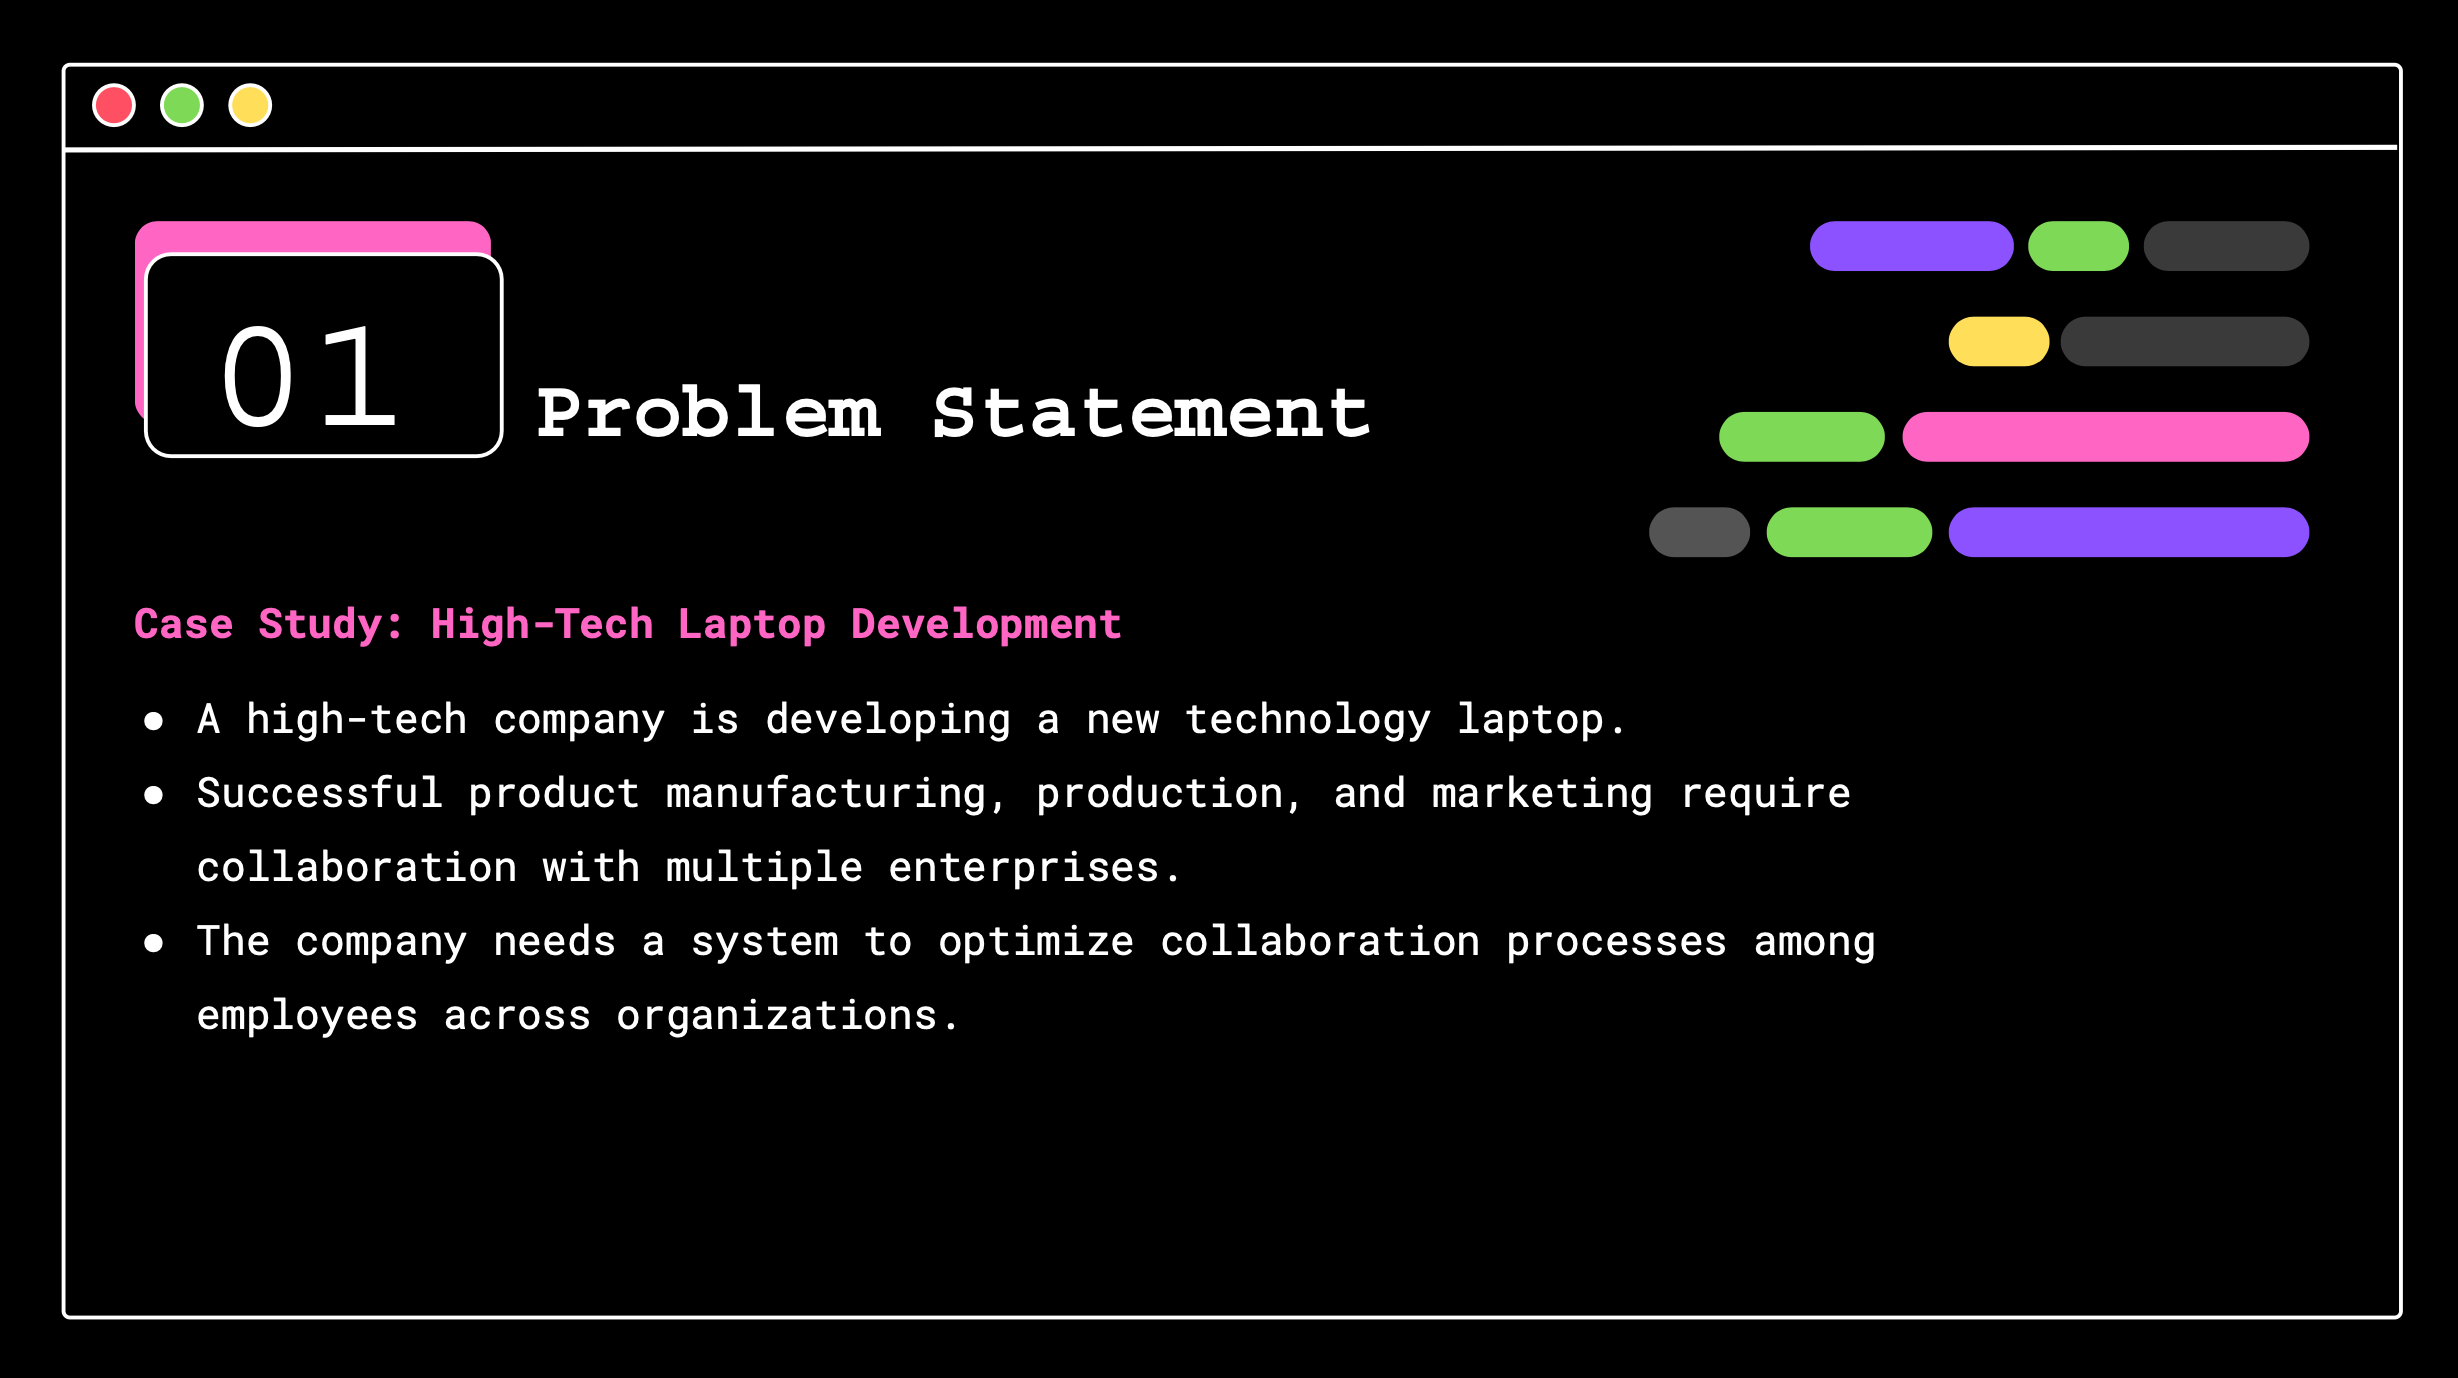 01
Problem Statement
Case Study: High-Tech Laptop Development
● A high-tech company is developing a new technology laptop.
● Successful product manufacturing, production, and marketing require
collaboration with multiple enterprises.
● The company needs a system to optimize collaboration processes among
employees across organizations.